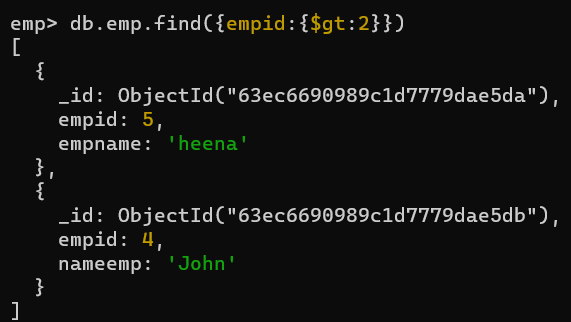 emp> db.emp.find({empid:{$gt:2}})
[
  {
    _id: ObjectId("63ec6690989c1d7779dae5da"),
    empid: 5,
    empname: 'heena'
  },
  {
    _id: ObjectId("63ec6690989c1d7779dae5db"),
    empid: 4,
    nameemp: 'John'
  }
]